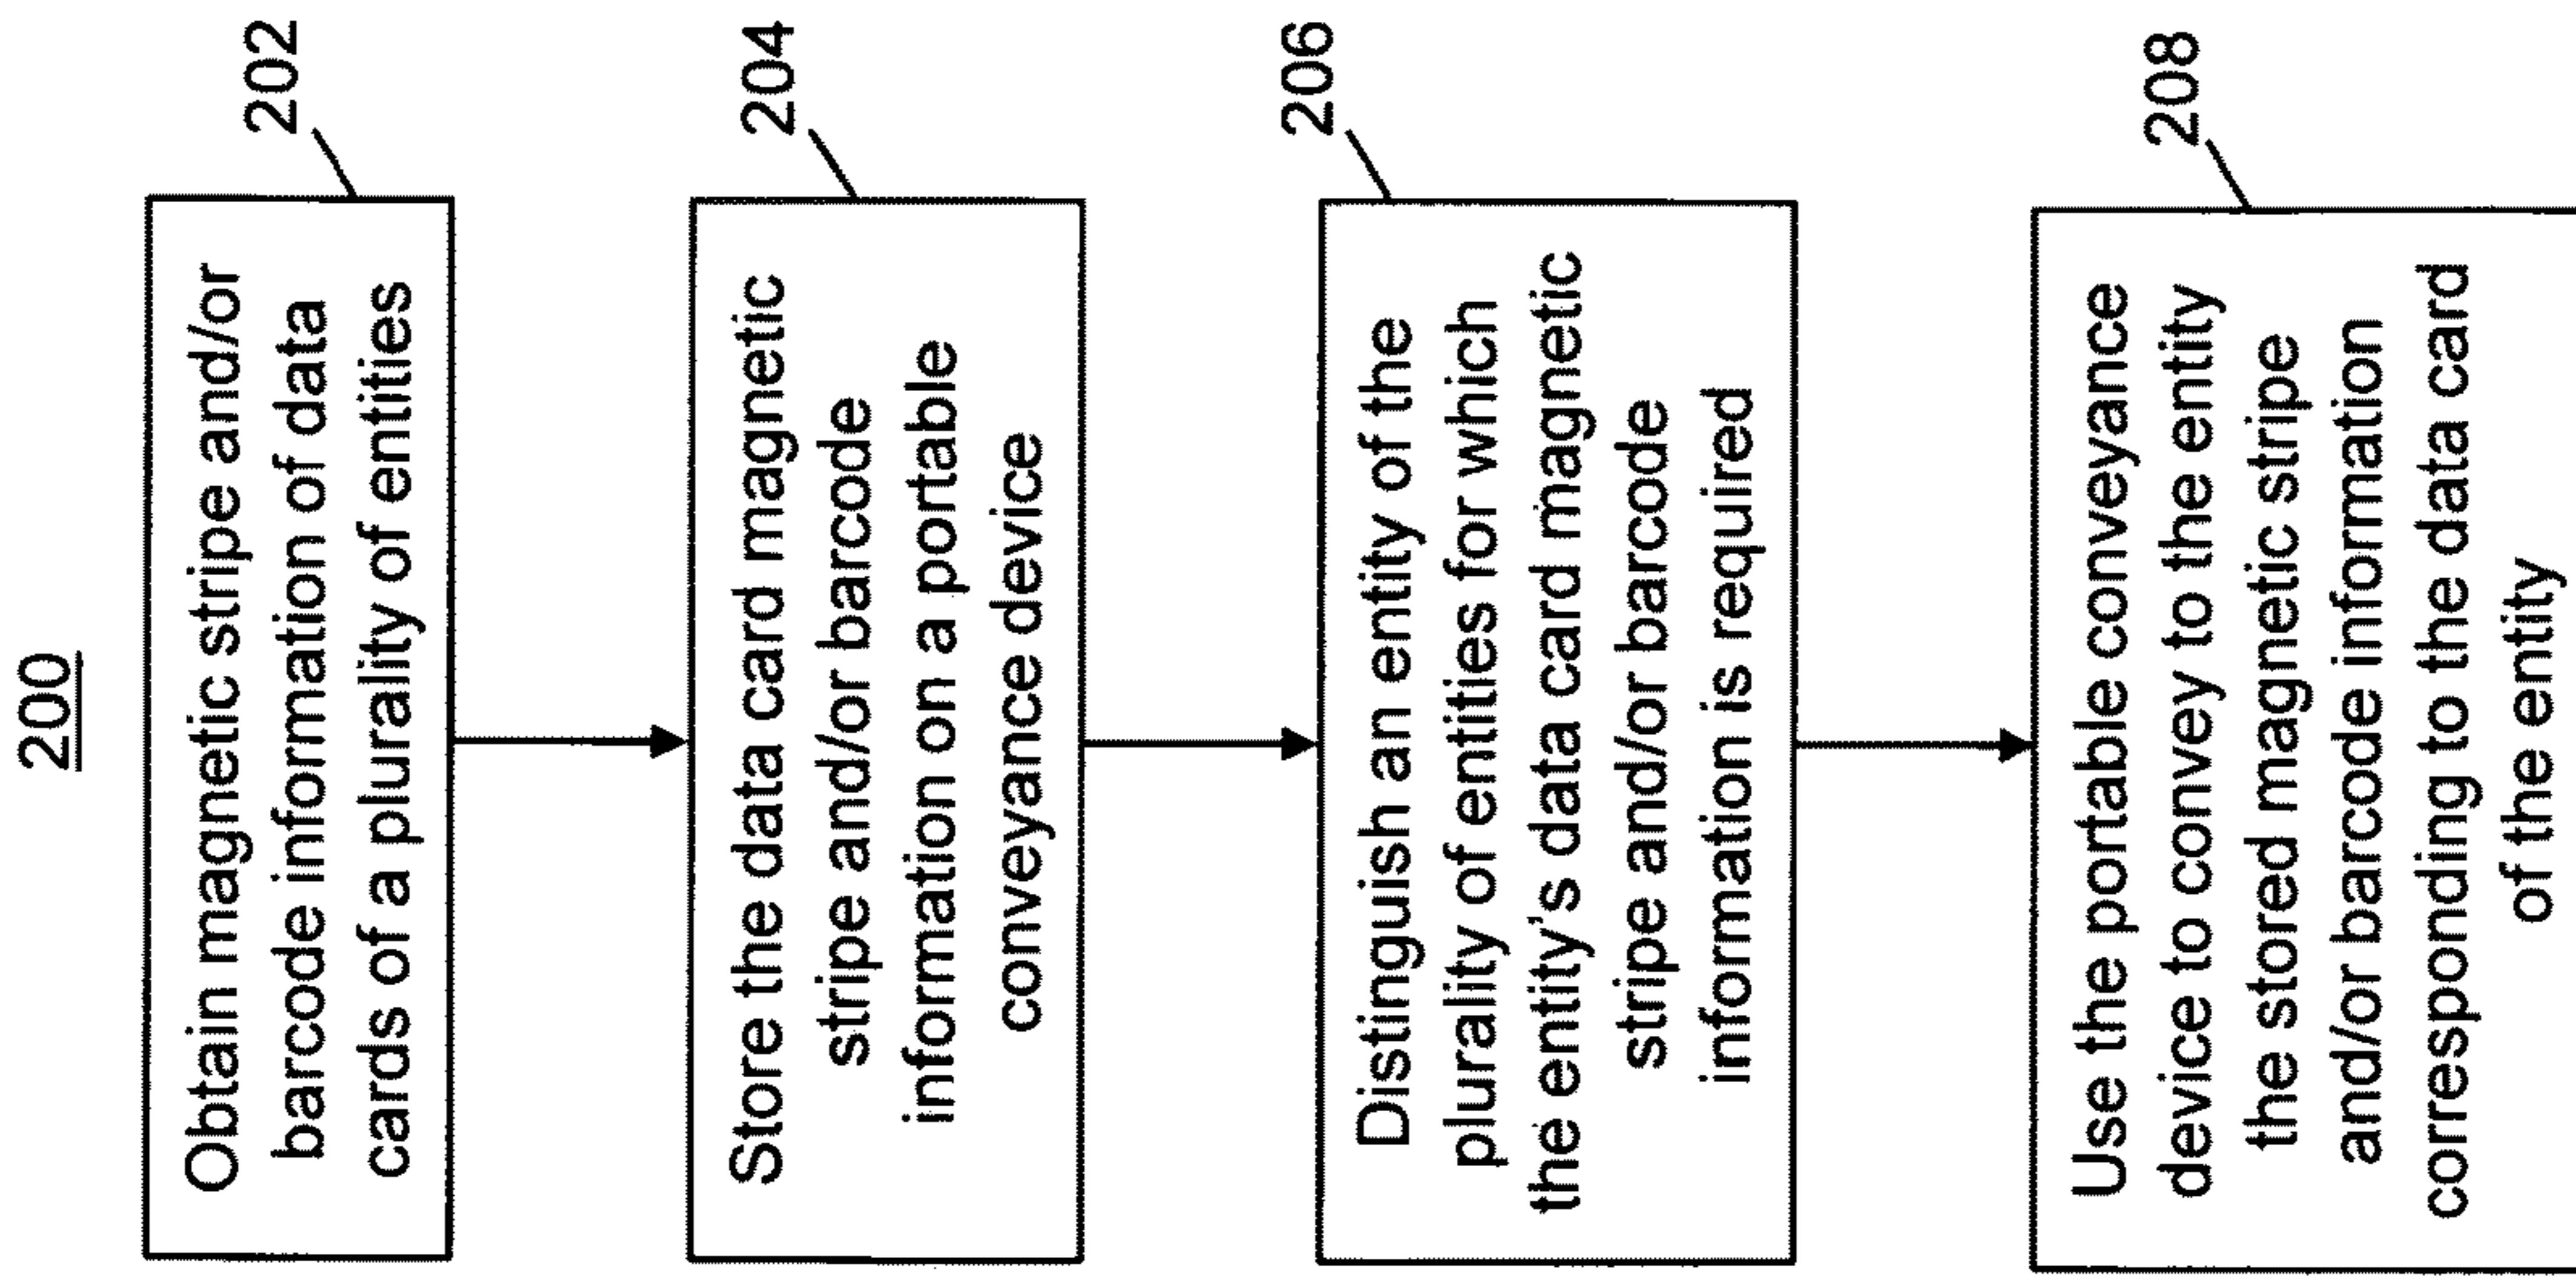 200
Obtain magnetic stripe and/or
barcode information of data
cards of a plurality of entities
202
Store the data card magnetic
stripe and/or barcode
information on a portable
conveyance device
204
Distinguish an entity of the
plurality of entities for which
the entity's data card magnetic
stripe and/or barcode
information is required
206
Use the portable conveyance
device to convey to the entity
the stored magnetic stripe
and/or barcode information
corresponding to the data card
of the entity
208